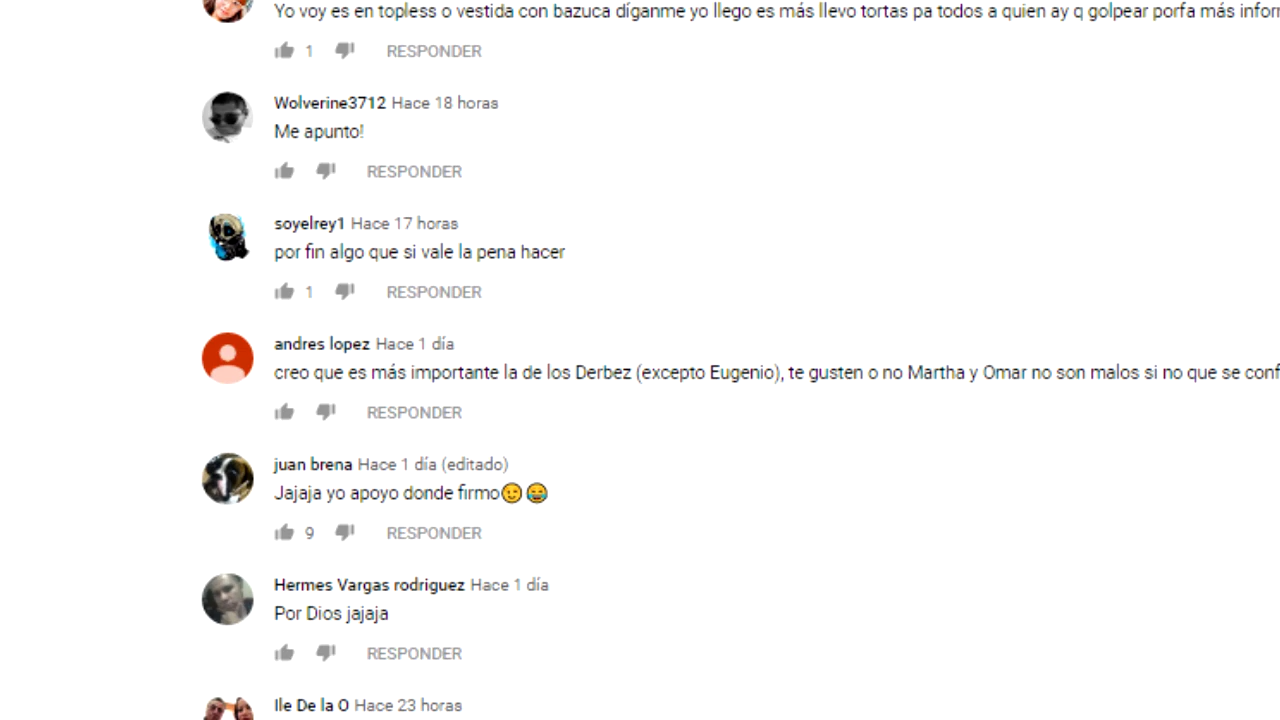 Yo voy es en topless o vestida con bazuca díganme yo llego es más llevo tortas pa todos a quien ay q golpear porfa más
1 RESPONDER
Wolverine3712 Hace 18 horas
Me apunto!
RESPONDER
soyelrey1 Hace 17 horas
por fin algo que si vale la pena hacer
1 RESPONDER
andres lopez Hace 1 día
creo que es más importante la de los Derbez (excepto Eugenio), te gusten o no Martha y Omar no son malos si no que se
RESPONDER
juan brena Hace 1 día (editado)
Jajaja yo apoyo donde firmo😉😂
9 RESPONDER
Hermes Vargas rodriguez Hace 1 día
Por Dios jajaja
RESPONDER
Ile De la O Hace 23 horas